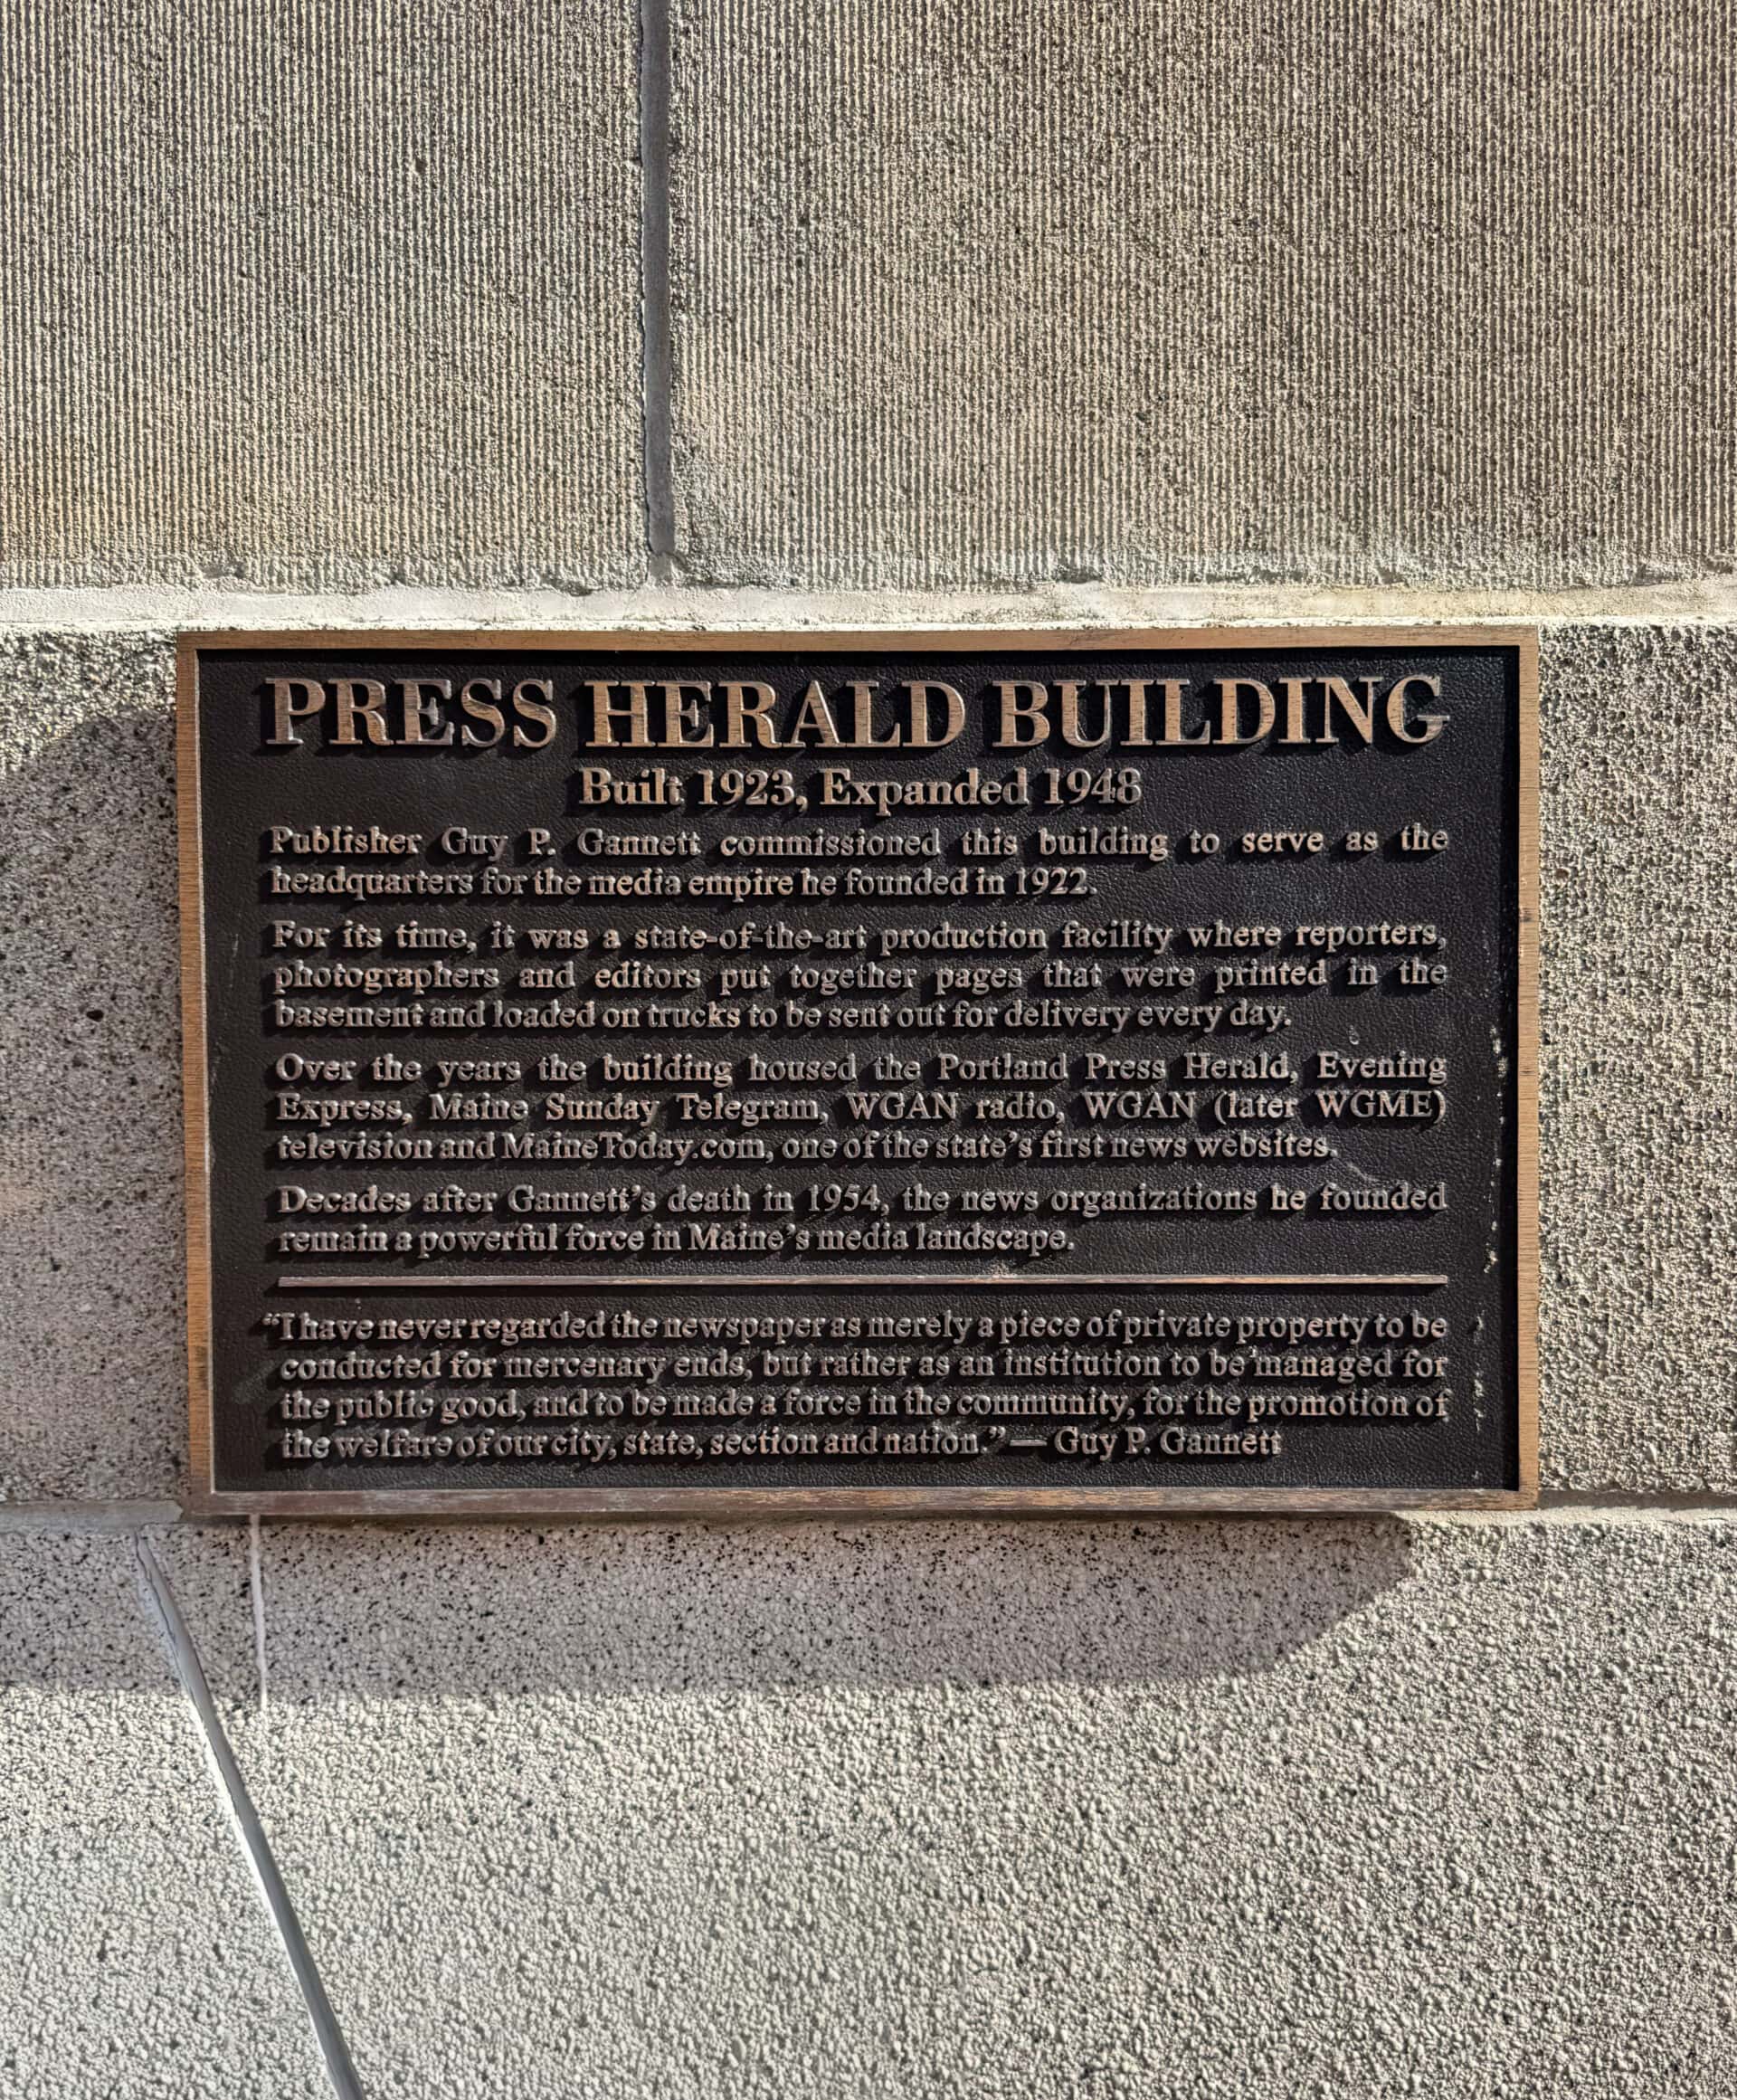 PRESS HERALD BUILDING
Built 1923, Expanded 1948
Publisher Guy P. Gannett commissioned this building to serve as the
headquarters for the media empire he founded in 1922.
For its time, it was a state-of-the-art production facility where reporters,
photographers and editors put together pages that were printed in the
basement and loaded on trucks to be sent out for delivery every day.
Over the years the building housed the Portland Press Herald, Evening
Express, Maine Sunday Telegram, WGAN radio, WGAN (later WGME)
television and MaineToday.com, one of the state's first news websites.
Decades after Gannett's death in 1954, the news organizations he founded
remain a powerful force in Maine's media landscape.
“I have never regarded the newspaper as merely a piece of private property to be
conducted for mercenary ends, but rather as an institution to be managed for
the public good, and to be made a force in the community, for the promotion of
the welfare of our city, state, section and nation.” — Guy P. Gannett